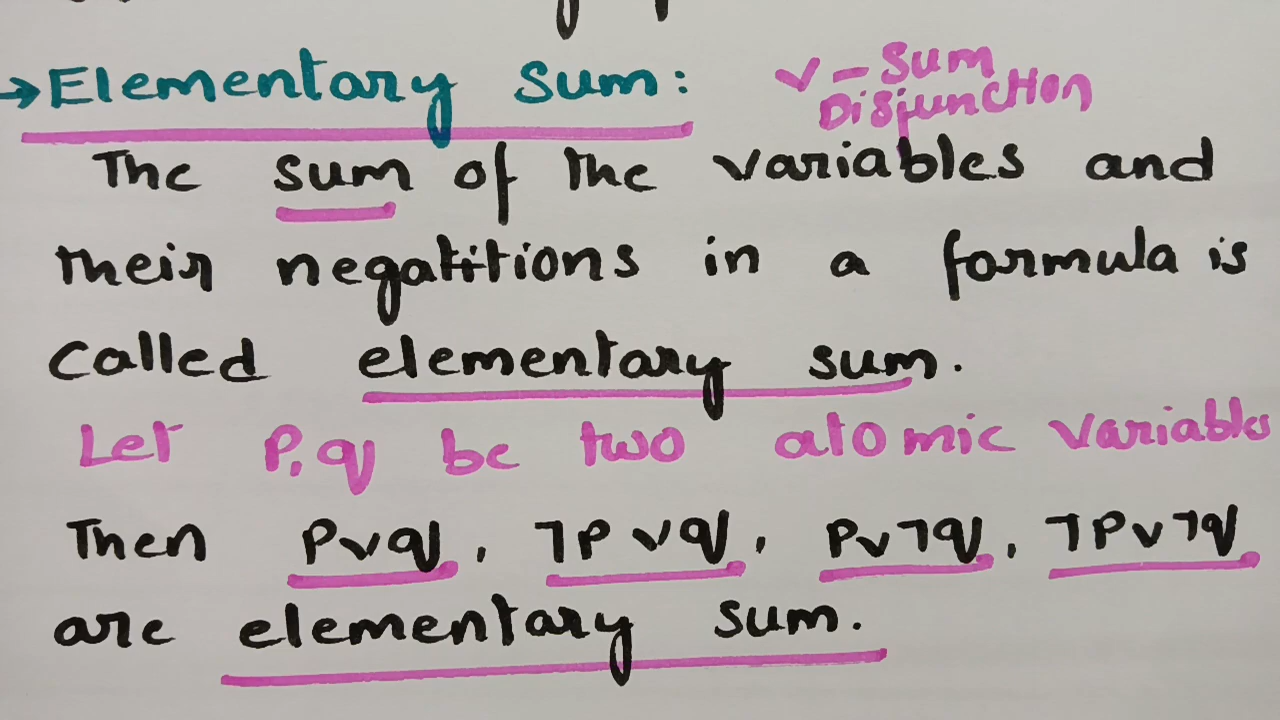 →Elementary Sum:
✓ - Sum
Disjunction
The sum of the variables and
their negatitions in a formula is
called elementary sum.
Let P,q be two atomic variables
Then P∨q, ¬P∨q, P∨¬q, ¬P∨¬q
are elementary sum.